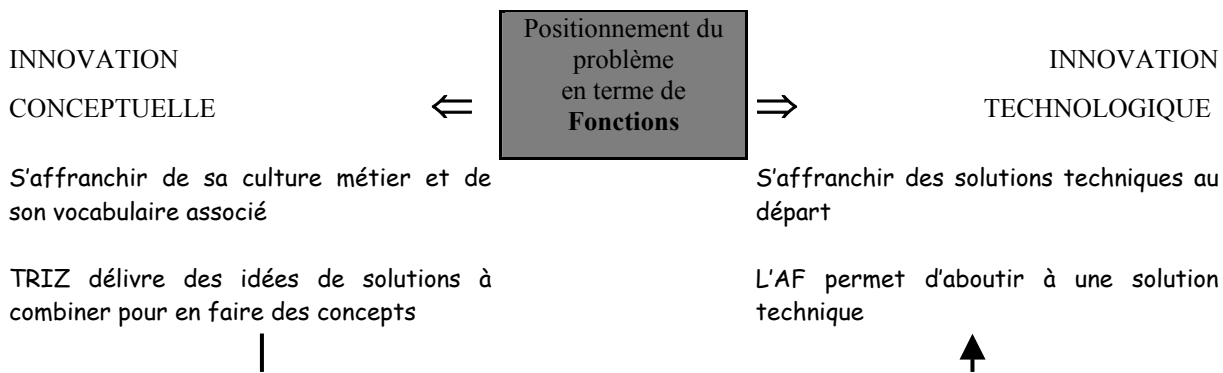 Positionnement du
problème
en terme de
Fonctions
INNOVATION
CONCEPTUELLE
⇐
⇒
INNOVATION
TECHNOLOGIQUE
S'affranchir de sa culture métier et de
son vocabulaire associé
TRIZ délivre des idées de solutions à
combiner pour en faire des concepts
S'affranchir des solutions techniques au
départ
L'AF permet d'aboutir à une solution
technique